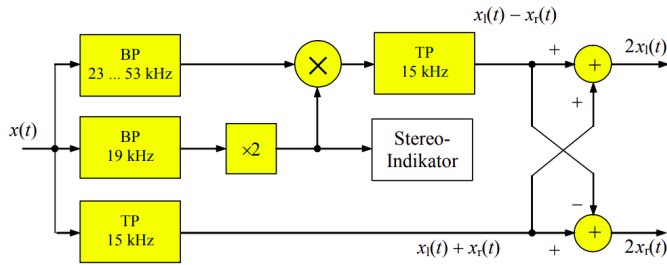 x_l(t) − x_r(t)
BP
23 ... 53 kHz
×
TP
15 kHz
+
+
2x_l(t)
+
x(t)
BP
19 kHz
×2
Stereo-
Indikator
TP
15 kHz
x_l(t) + x_r(t)
−
+
+
2x_r(t)